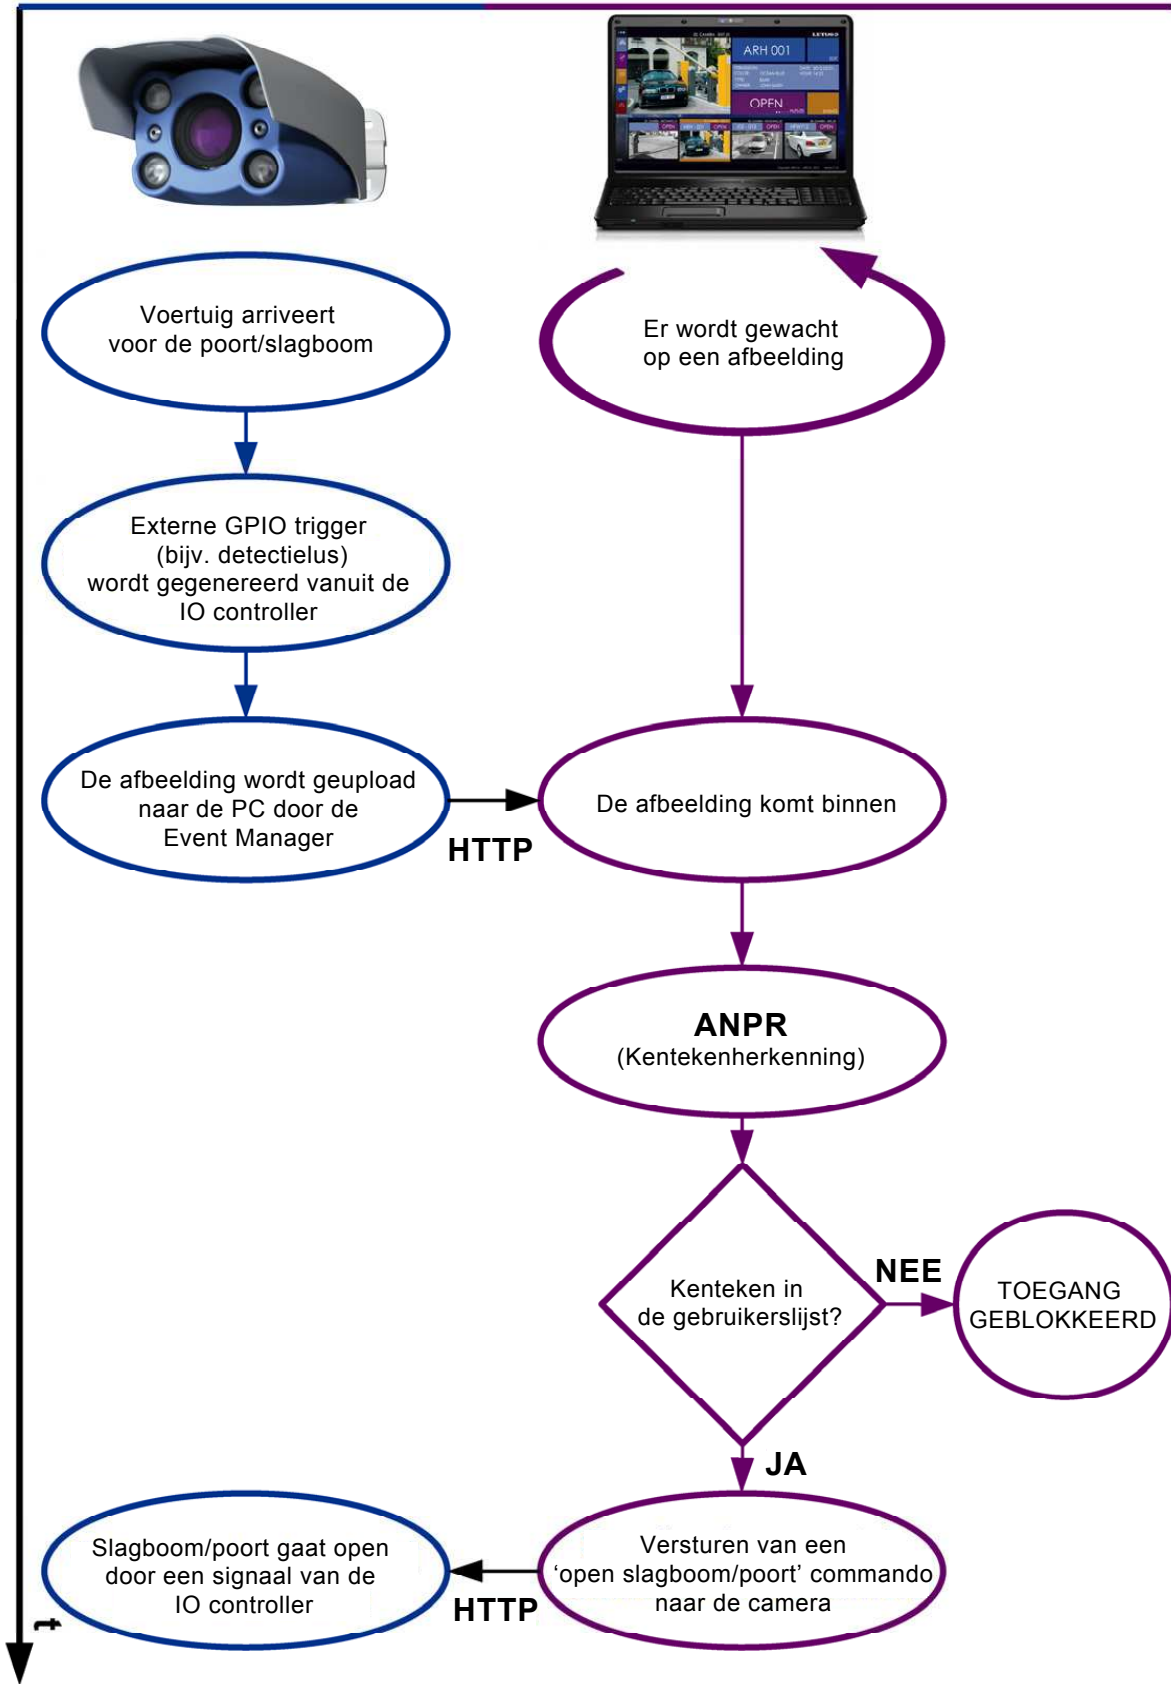 ARH 001
OPEN
Voertuig arriveert
voor de poort/slagboom
Er wordt gewacht
op een afbeelding
Externe GPIO trigger
(bijv. detectielus)
wordt gegenereerd vanuit de
IO controller
De afbeelding wordt geupload
naar de PC door de
Event Manager
HTTP
De afbeelding komt binnen
ANPR
(Kentekenherkenning)
Kenteken in
de gebruikerslijst?
NEE
TOEGANG
GEBLOKKEERD
JA
Versturen van een
‘open slagboom/poort’ commando
naar de camera
HTTP
Slagboom/poort gaat open
door een signaal van de
IO controller
t